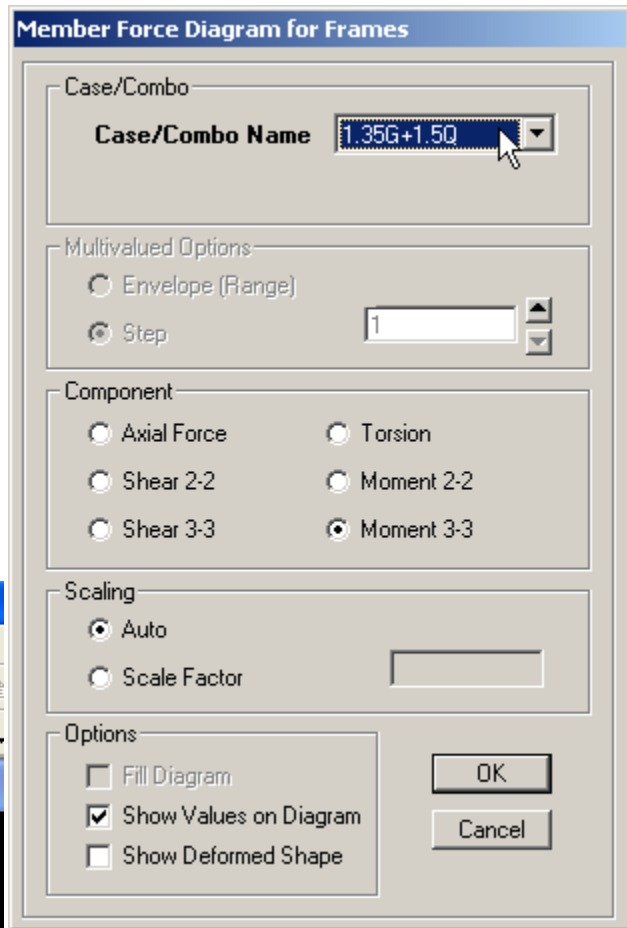 Member Force Diagram for Frames
Case/Combo
Case/Combo Name 1.35G+1.5Q
Multivalued Options
Envelope (Range)
Step 1
Component
Axial Force Torsion
Shear 2-2 Moment 2-2
Shear 3-3 Moment 3-3
Scaling
Auto
Scale Factor
Options
Fill Diagram OK
Show Values on Diagram
Cancel
Show Deformed Shape